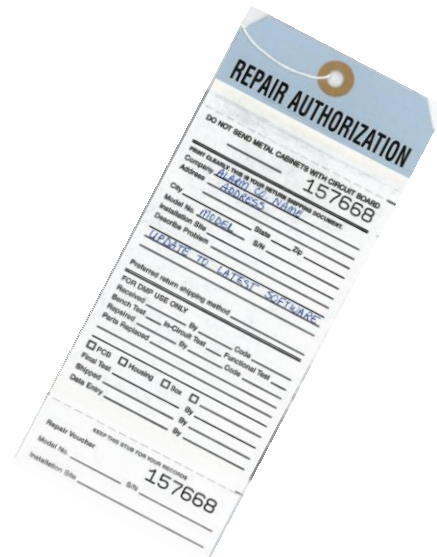 REPAIR AUTHORIZATION
DO NOT SEND METAL CABINETS WITH CIRCUIT BOARD
157668
PRINT CLEARLY THIS IS YOUR RETURN SHIPPING DOCUMENT.
Company ALARM CO NAME
Address ADDRESS
City State Zip
Model No. MODEL S/N
Installation Site
Describe Problem
UPDATE TO LATEST SOFTWARE
Preferred return shipping method
FOR DMP USE ONLY
Received By Code
Bench Test In-Circuit Test Functional Test
Repaired By Code
Parts Replaced
PCB Housing Box
Final Test By
Shipped By
Data Entry By
KEEP THIS STUB FOR YOUR RECORDS
Repair Voucher 157668
Model No. S/N
Installation Site